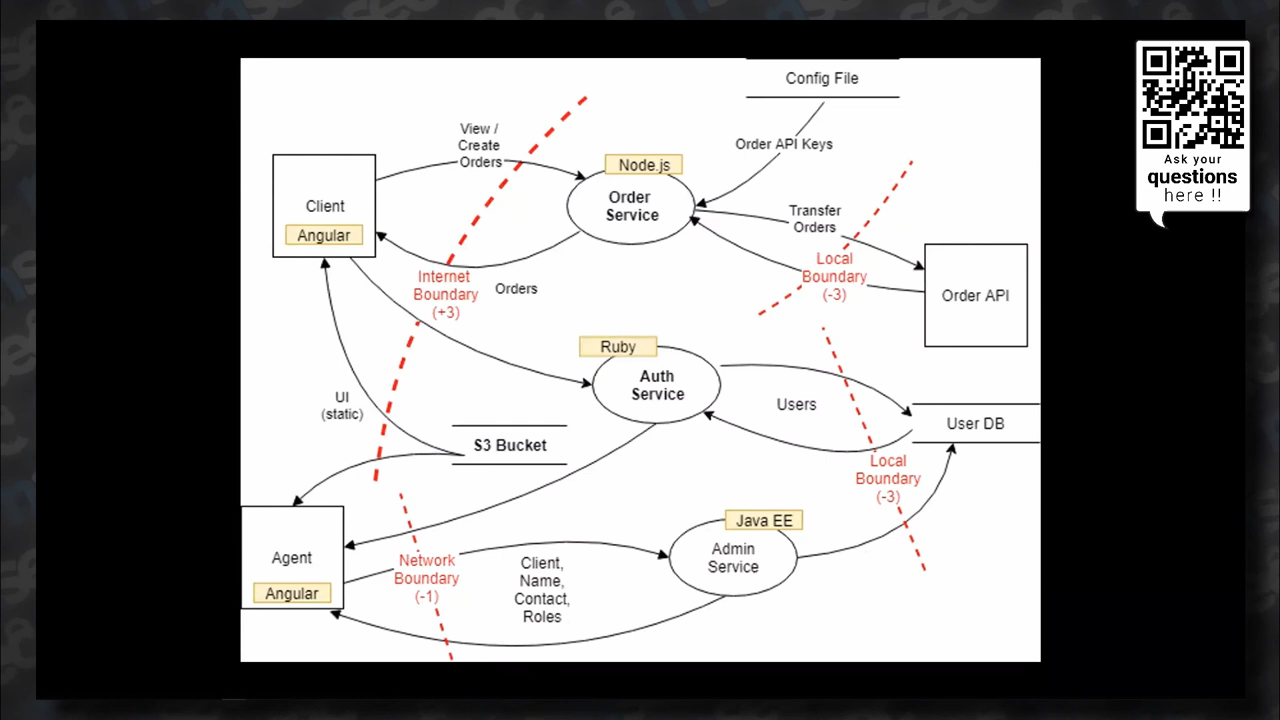 Config File
View /
Create
Orders
Order API Keys
Node.js
Order
Service
Client
Angular
Transfer
Orders
Local
Boundary
(-3)
Internet
Boundary
(+3)
Orders
Order API
Ruby
Auth
Service
UI
(static)
Users
User DB
S3 Bucket
Local
Boundary
(-3)
Java EE
Admin
Service
Agent
Angular
Network
Boundary
(-1)
Client,
Name,
Contact,
Roles
Ask your
questions
here !!